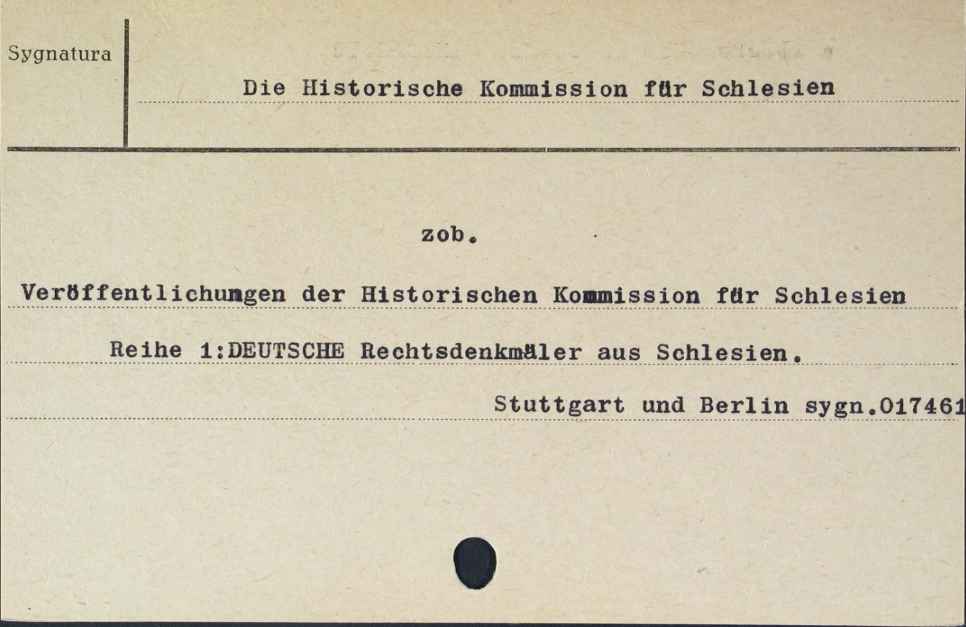 Sygnatura
Die Historische Kommission für Schlesien
zob.
Veröffentlichungen der Historischen Kommission für Schlesien
Reihe 1:DEUTSCHE Rechtsdenkmäler aus Schlesien.
Stuttgart und Berlin sygn.017461